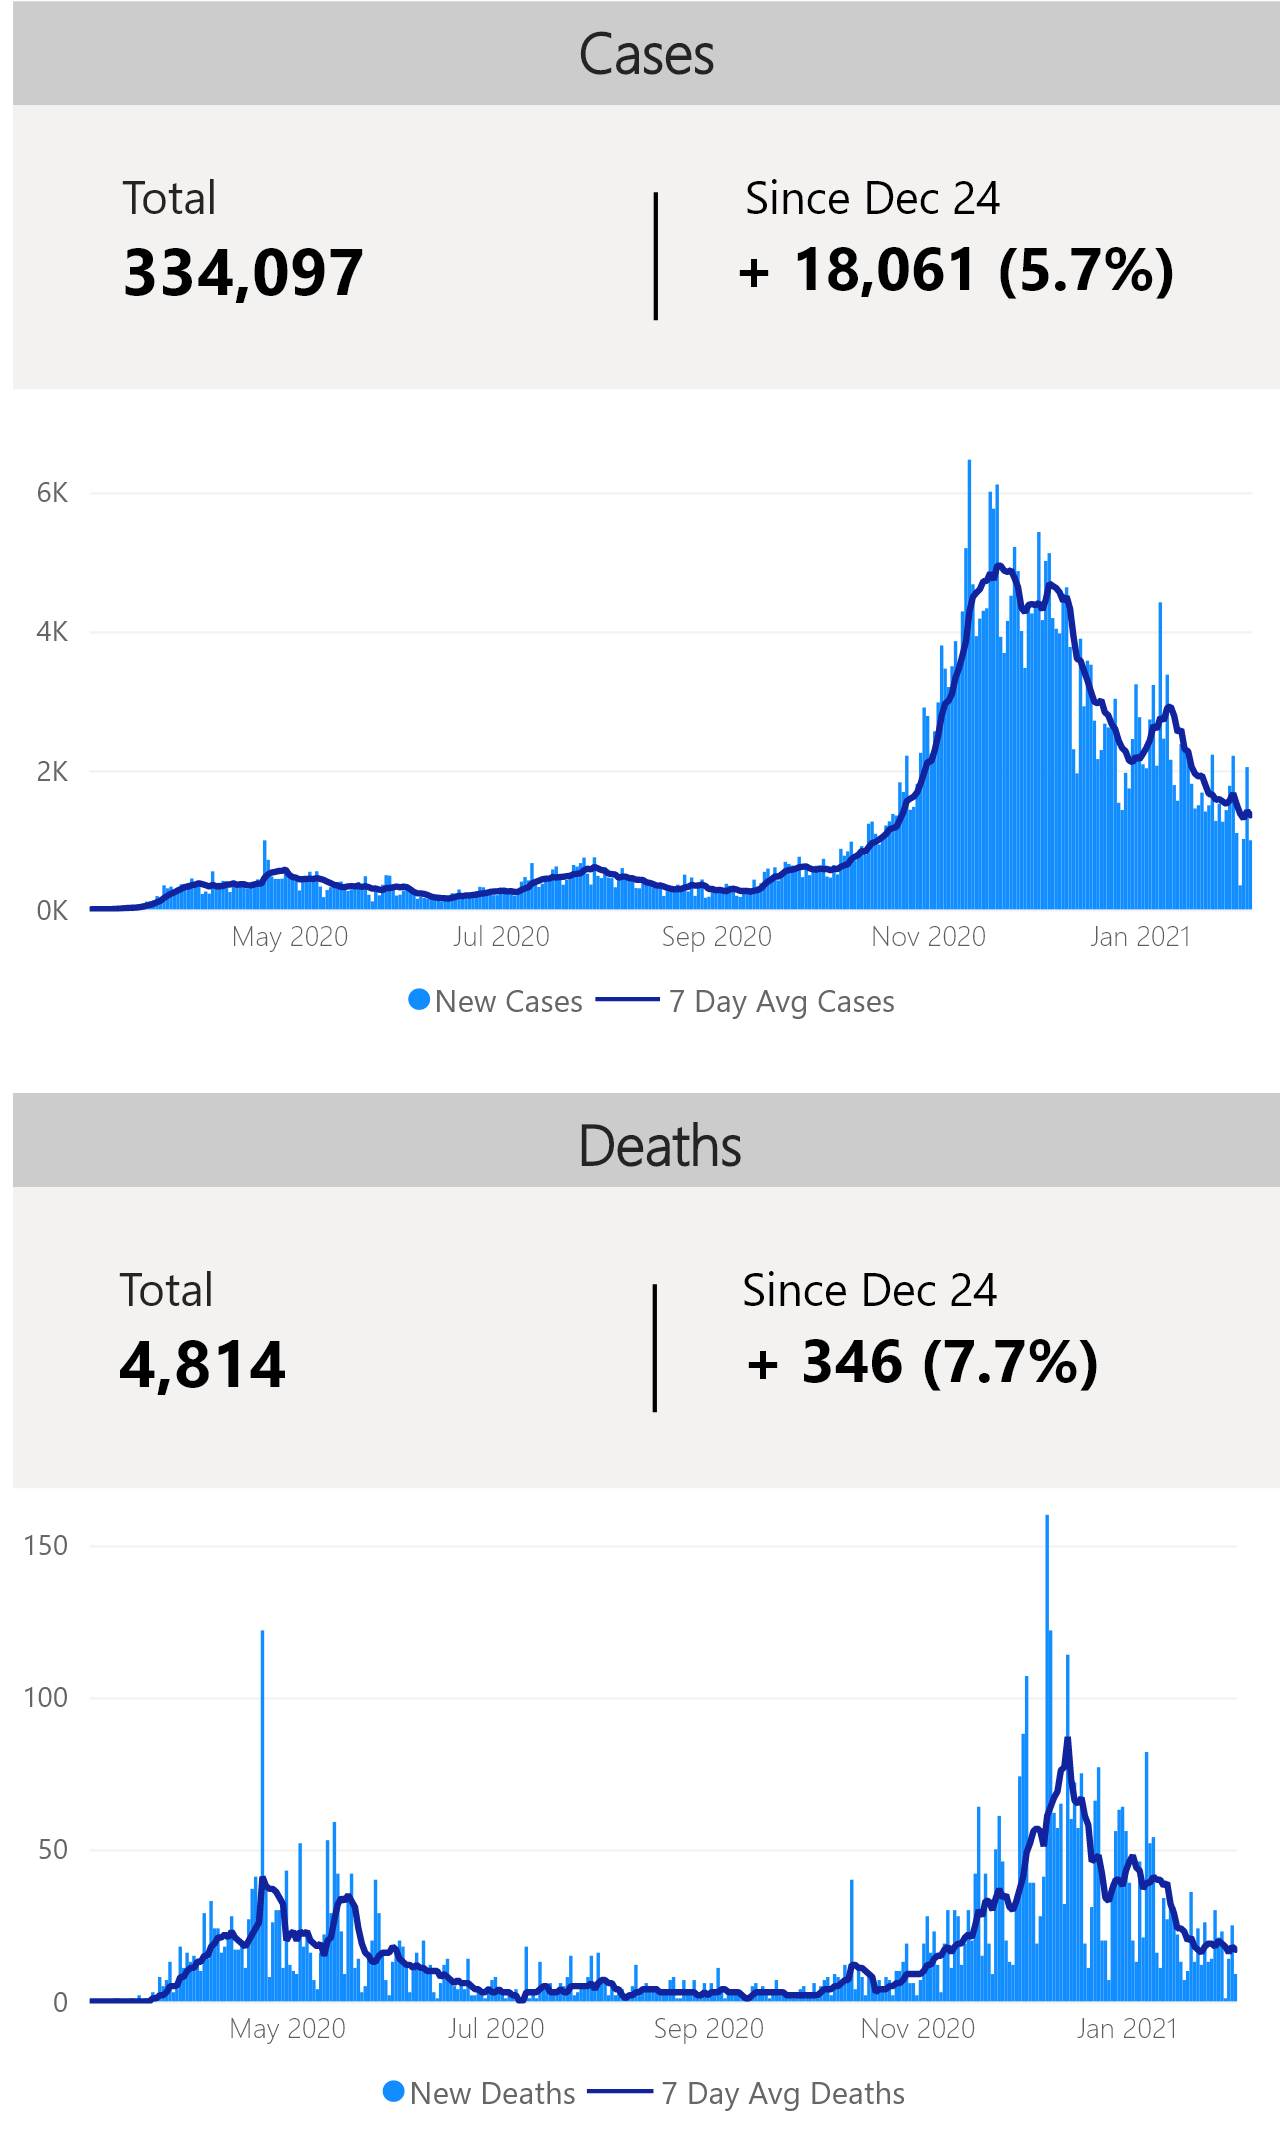 Cases
Total
Since Dec 24
334,097
+ 18,061 (5.7%)
6K
4K
2K
0K
May 2020 Jul 2020 Sep 2020 Nov 2020 Jan 2021
New Cases 7 Day Avg Cases
Deaths
Total
Since Dec 24
4,814
+ 346 (7.7%)
150
100
50
0
May 2020 Jul 2020 Sep 2020 Nov 2020 Jan 2021
New Deaths 7 Day Avg Deaths